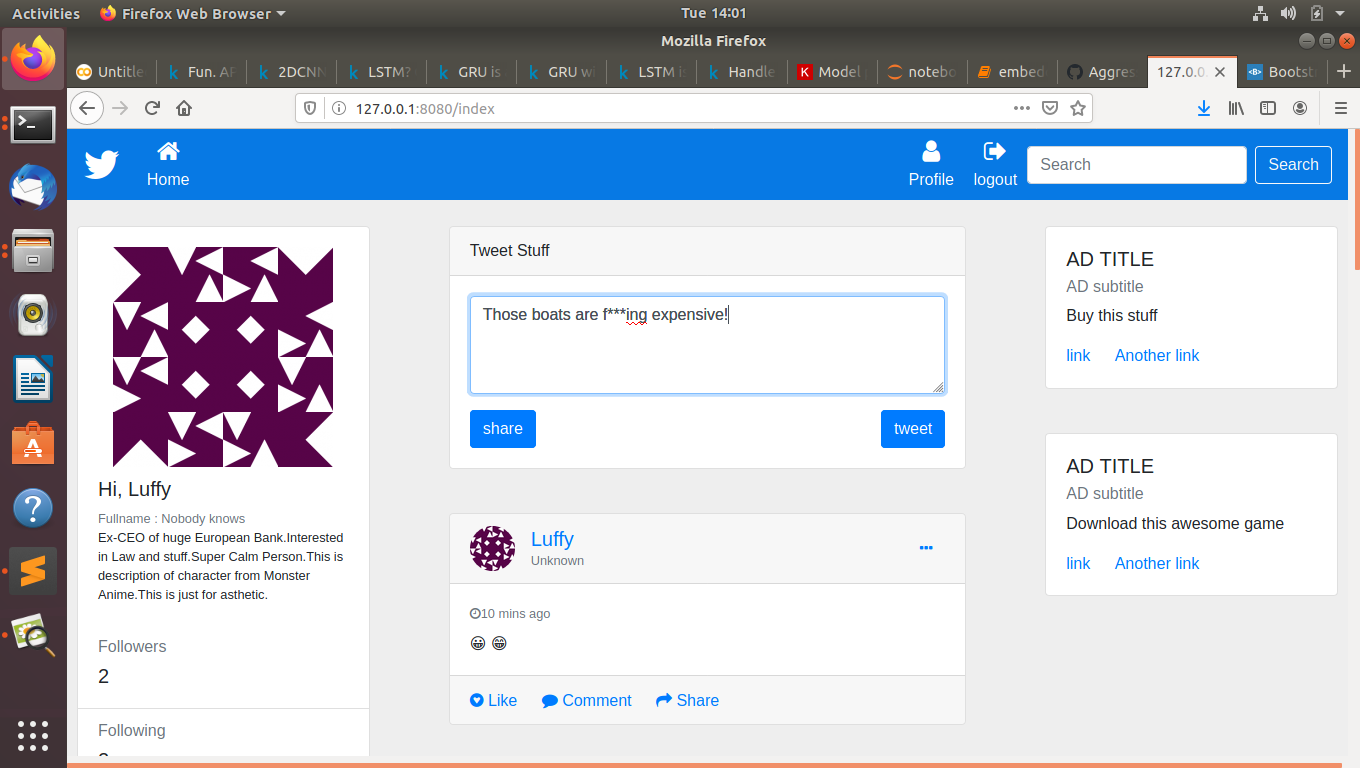 Activities Firefox Web Browser Tue 14:01
Mozilla Firefox
Untitle Fun. AP 2DCNN LSTM? GRU is GRU w LSTM i Handle Model noteb embed Aggres 127.0.0. Bootst
127.0.0.1:8080/index
Home Profile logout Search Search
Tweet Stuff
Those boats are f***ing expensive!
share tweet
Hi, Luffy
Fullname : Nobody knows
Ex-CEO of huge European Bank.Interested
in Law and stuff.Super Calm Person.This is
description of character from Monster
Anime.This is just for asthetic.
Followers
2
Following
Luffy
Unknown
10 mins ago
Like Comment Share
AD TITLE
AD subtitle
Buy this stuff
link Another link
AD TITLE
AD subtitle
Download this awesome game
link Another link